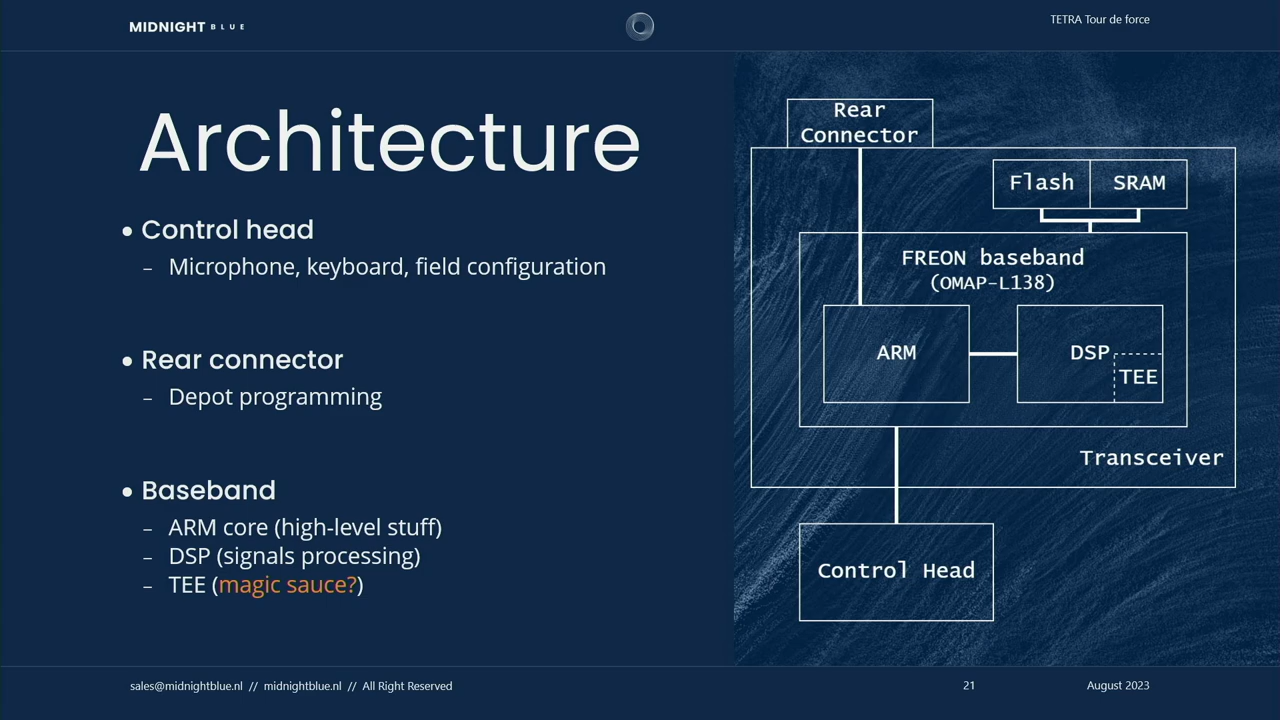 MIDNIGHT BLUE
TETRA Tour de force
Architecture
• Control head
– Microphone, keyboard, field configuration
• Rear connector
– Depot programming
• Baseband
– ARM core (high-level stuff)
– DSP (signals processing)
– TEE (magic sauce?)
Rear
Connector
Flash SRAM
FREON baseband
(OMAP-L138)
ARM DSP
TEE
Transceiver
Control Head
sales@midnightblue.nl // midnightblue.nl // All Right Reserved
21
August 2023